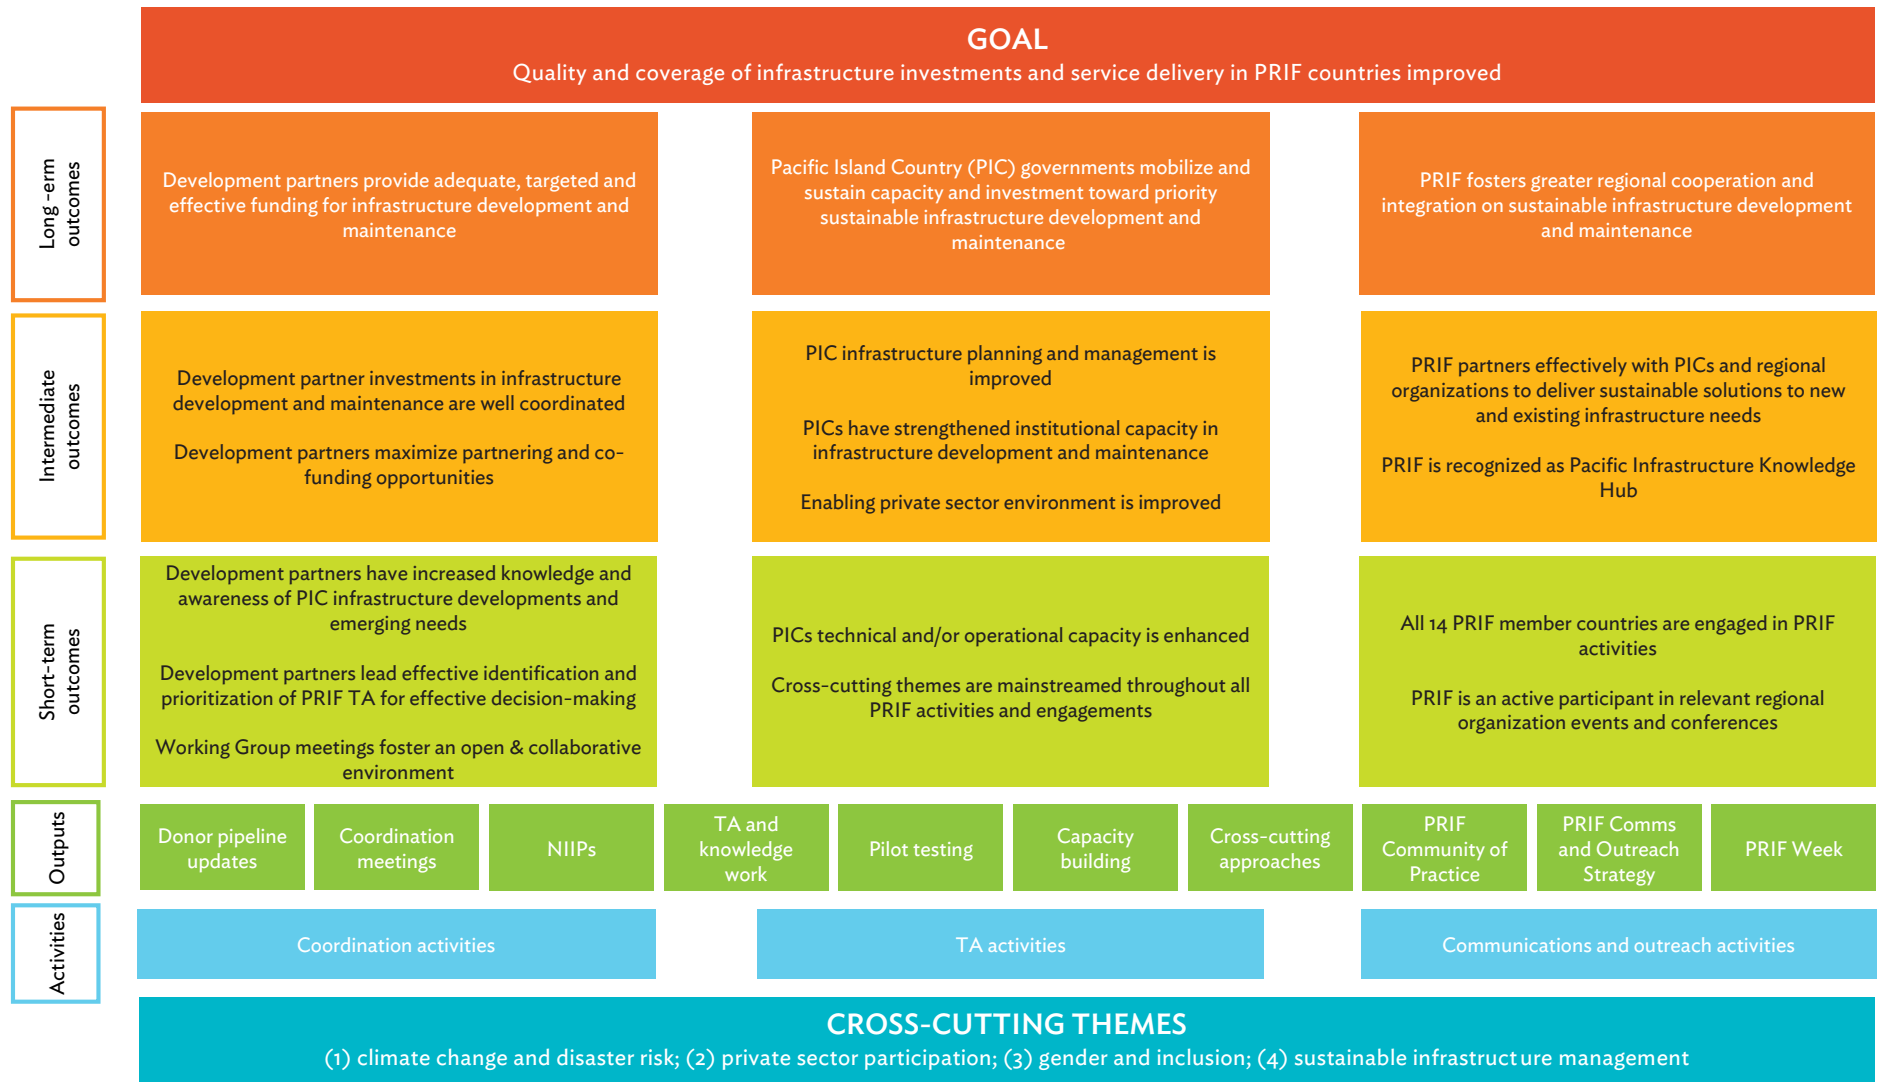 GOAL
Quality and coverage of infrastructure investments and service delivery in PRIF countries improved
Long -erm
outcomes
Development partners provide adequate, targeted and
effective funding for infrastructure development and
maintenance
Pacific Island Country (PIC) governments mobilize and
sustain capacity and investment toward priority
sustainable infrastructure development and
maintenance
PRIF fosters greater regional cooperation and
integration on sustainable infrastructure development
and maintenance
Intermediate
outcomes
Development partner investments in infrastructure
development and maintenance are well coordinated
Development partners maximize partnering and co-
funding opportunities
PIC infrastructure planning and management is
improved
PICs have strengthened institutional capacity in
infrastructure development and maintenance
Enabling private sector environment is improved
PRIF partners effectively with PICs and regional
organizations to deliver sustainable solutions to new
and existing infrastructure needs
PRIF is recognized as Pacific Infrastructure Knowledge
Hub
Short-term
outcomes
Development partners have increased knowledge and
awareness of PIC infrastructure developments and
emerging needs
Development partners lead effective identification and
prioritization of PRIF TA for effective decision-making
Working Group meetings foster an open & collaborative
environment
PICs technical and/or operational capacity is enhanced
Cross-cutting themes are mainstreamed throughout all
PRIF activities and engagements
All 14 PRIF member countries are engaged in PRIF
activities
PRIF is an active participant in relevant regional
organization events and conferences
Outputs
Donor pipeline
updates
Coordination
meetings
NIIPs
TA and
knowledge
work
Pilot testing
Capacity
building
Cross-cutting
approaches
PRIF
Community of
Practice
PRIF Comms
and Outreach
Strategy
PRIF Week
Activities
Coordination activities
TA activities
Communications and outreach activities
CROSS-CUTTING THEMES
(1) climate change and disaster risk; (2) private sector participation; (3) gender and inclusion; (4) sustainable infrastructure management